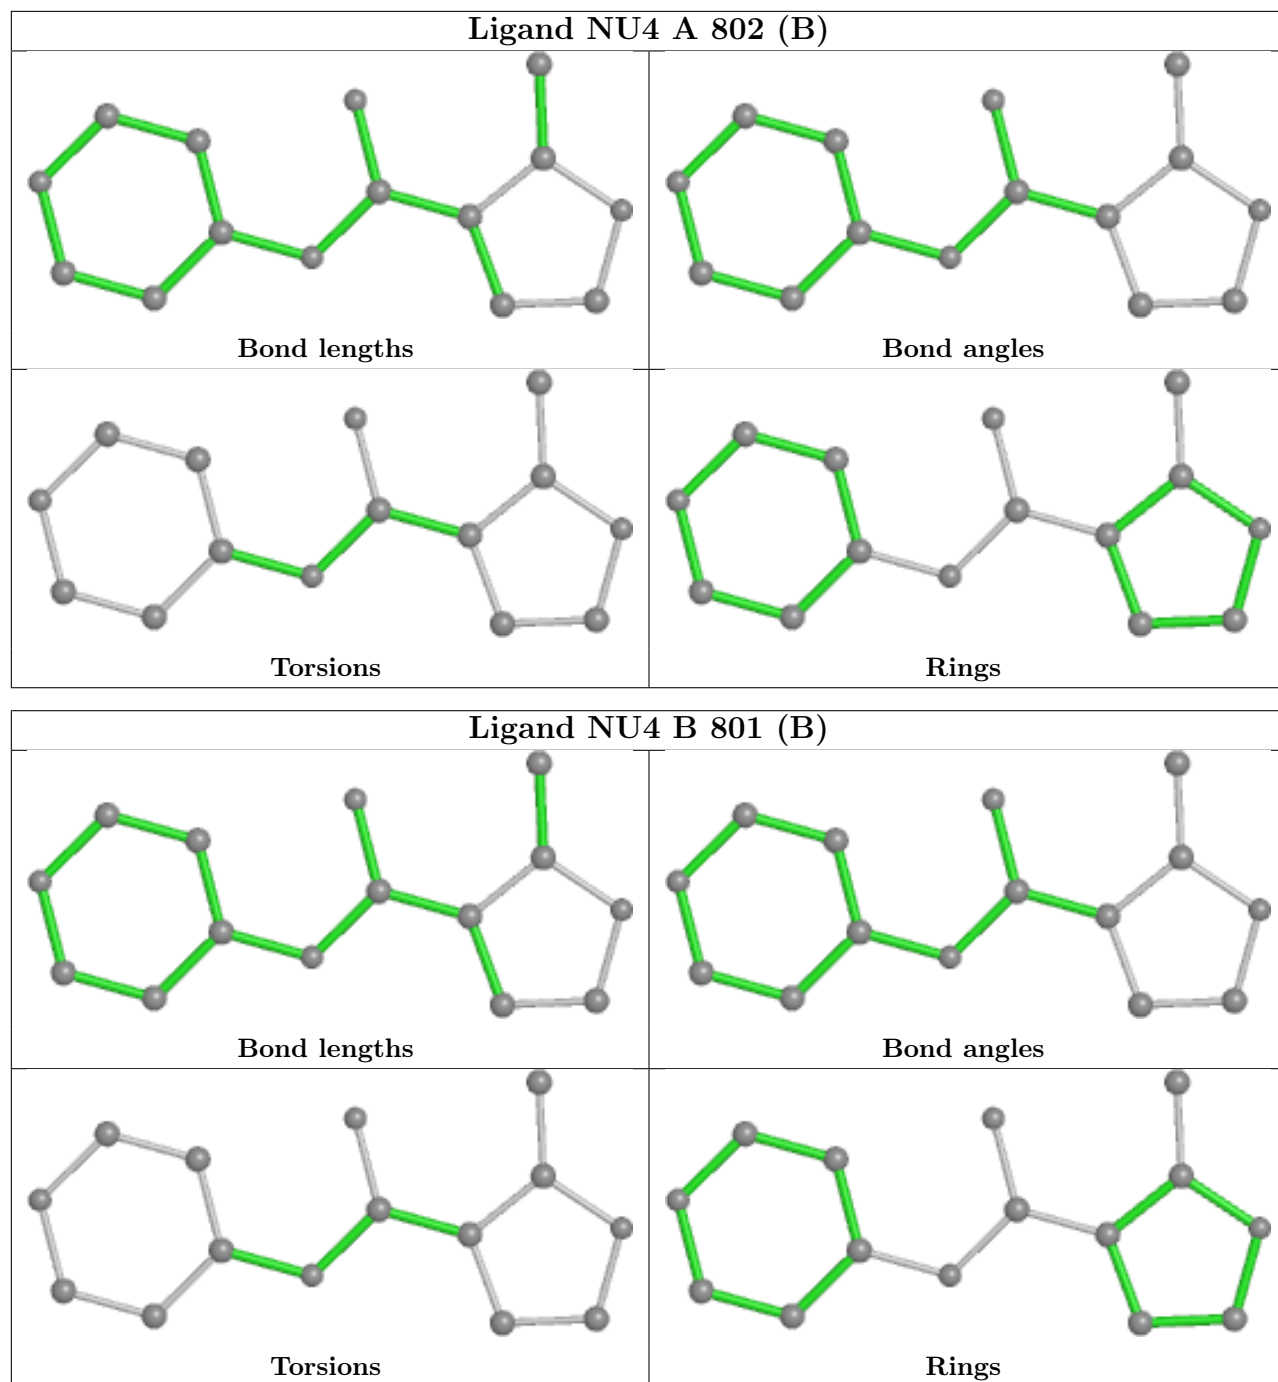 Ligand NU4 A 802 (B)
Bond lengths
Bond angles
Torsions
Rings
Ligand NU4 B 801 (B)
Bond lengths
Bond angles
Torsions
Rings